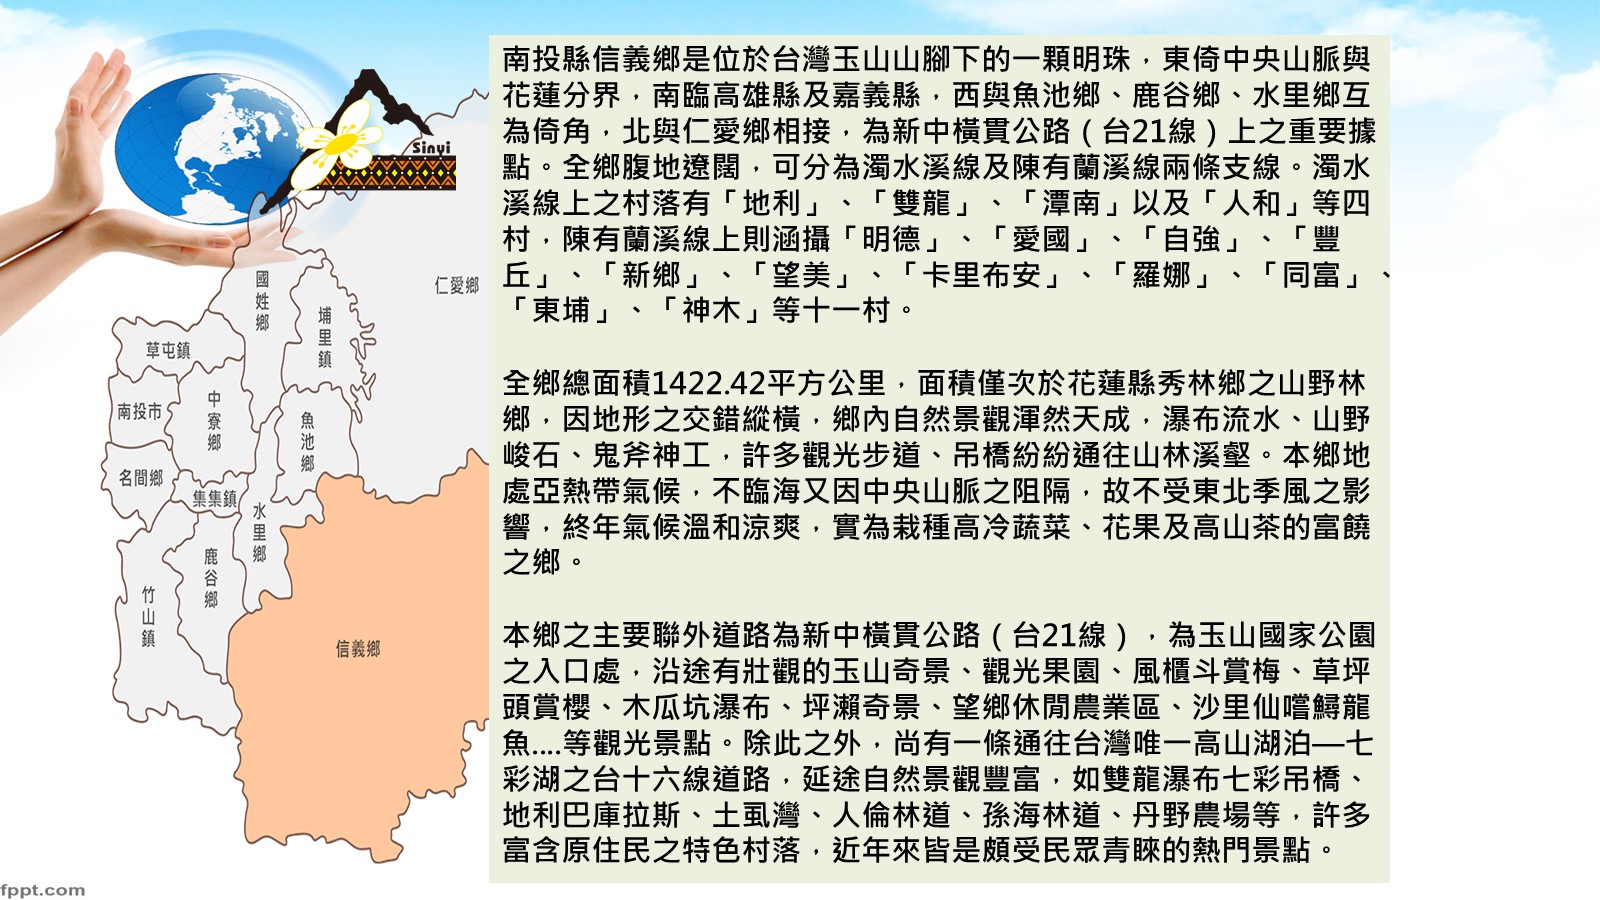 Sinyi
國姓鄉
仁愛鄉
埔里鎮
草屯鎮
南投市
中寮鄉
魚池鄉
名間鄉
集集鎮
水里鄉
鹿谷鄉
竹山鎮
信義鄉
fppt.com
南投縣信義鄉是位於台灣玉山山腳下的一顆明珠，東倚中央山脈與
花蓮分界，南臨高雄縣及嘉義縣，西與魚池鄉、鹿谷鄉、水里鄉互
為倚角，北與仁愛鄉相接，為新中橫貫公路（台21線）上之重要據
點。全鄉腹地遼闊，可分為濁水溪線及陳有蘭溪線兩條支線。濁水
溪線上之村落有「地利」、「雙龍」、「潭南」以及「人和」等四
村，陳有蘭溪線上則涵攝「明德」、「愛國」、「自強」、「豐
丘」、「新鄉」、「望美」、「卡里布安」、「羅娜」、「同富」、
「東埔」、「神木」等十一村。
全鄉總面積1422.42平方公里，面積僅次於花蓮縣秀林鄉之山野林
鄉，因地形之交錯縱橫，鄉內自然景觀渾然天成，瀑布流水、山野
峻石、鬼斧神工，許多觀光步道、吊橋紛紛通往山林溪壑。本鄉地
處亞熱帶氣候，不臨海又因中央山脈之阻隔，故不受東北季風之影
響，終年氣候溫和涼爽，實為栽種高冷蔬菜、花果及高山茶的富饒
之鄉。
本鄉之主要聯外道路為新中橫貫公路（台21線），為玉山國家公園
之入口處，沿途有壯觀的玉山奇景、觀光果園、風櫃斗賞梅、草坪
頭賞櫻、木瓜坑瀑布、坪瀨奇景、望鄉休閒農業區、沙里仙嚐鱘龍
魚....等觀光景點。除此之外，尚有一條通往台灣唯一高山湖泊—七
彩湖之台十六線道路，延途自然景觀豐富，如雙龍瀑布七彩吊橋、
地利巴庫拉斯、土虱灣、人倫林道、孫海林道、丹野農場等，許多
富含原住民之特色村落，近年來皆是頗受民眾青睞的熱門景點。